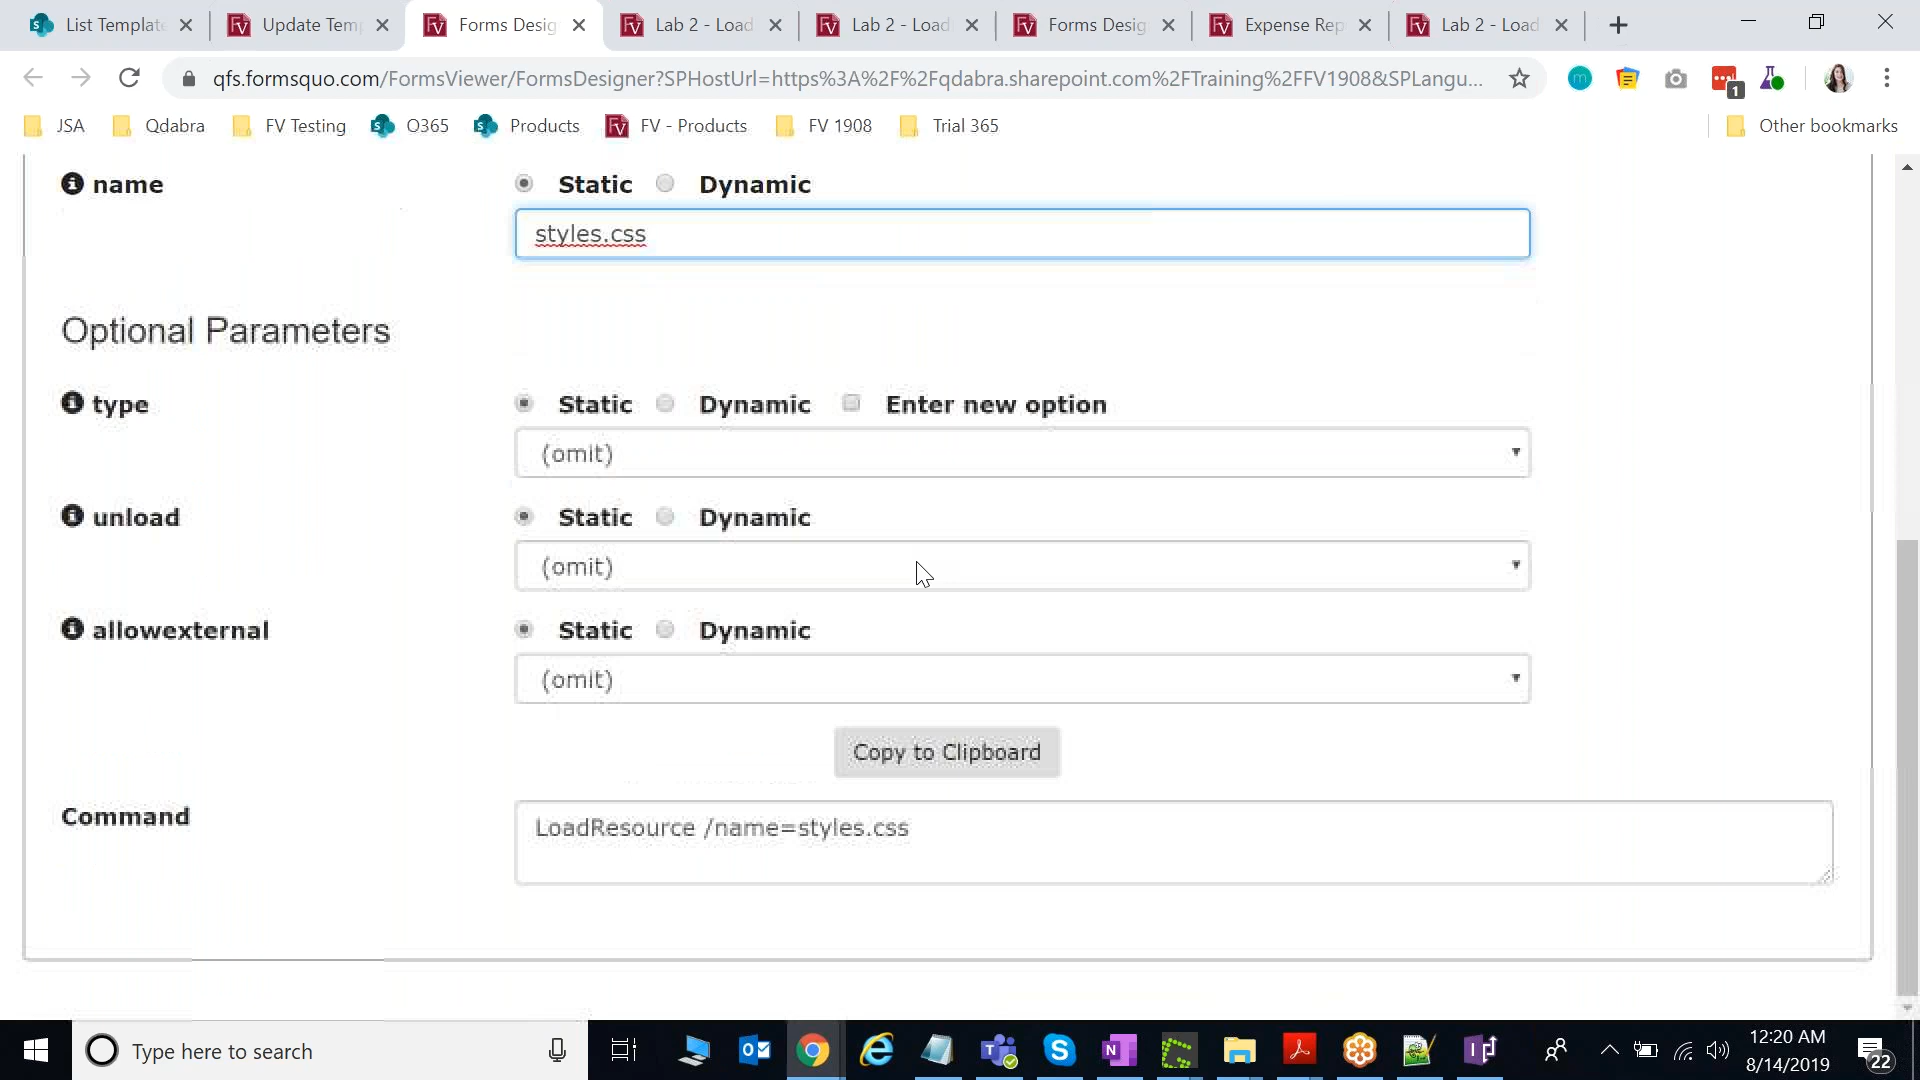 List Template
Update Temp
Forms Desig
Lab 2 - Load
Lab 2 - Load
Forms Desig
Expense Rep
Lab 2 - Load
qfs.formsquo.com/FormsViewer/FormsDesigner?SPHostUrl=https%3A%2F%2Fqdabra.sharepoint.com%2FTraining%2FFV1908&SPLangu...
m
1
JSA
Qdabra
FV Testing
O365
Products
FV - Products
FV 1908
Trial 365
Other bookmarks
name
Static
Dynamic
styles.css
Optional Parameters
type
Static
Dynamic
Enter new option
(omit)
unload
Static
Dynamic
(omit)
allowexternal
Static
Dynamic
(omit)
Copy to Clipboard
Command
LoadResource /name=styles.css
Type here to search
12:20 AM
8/14/2019
22